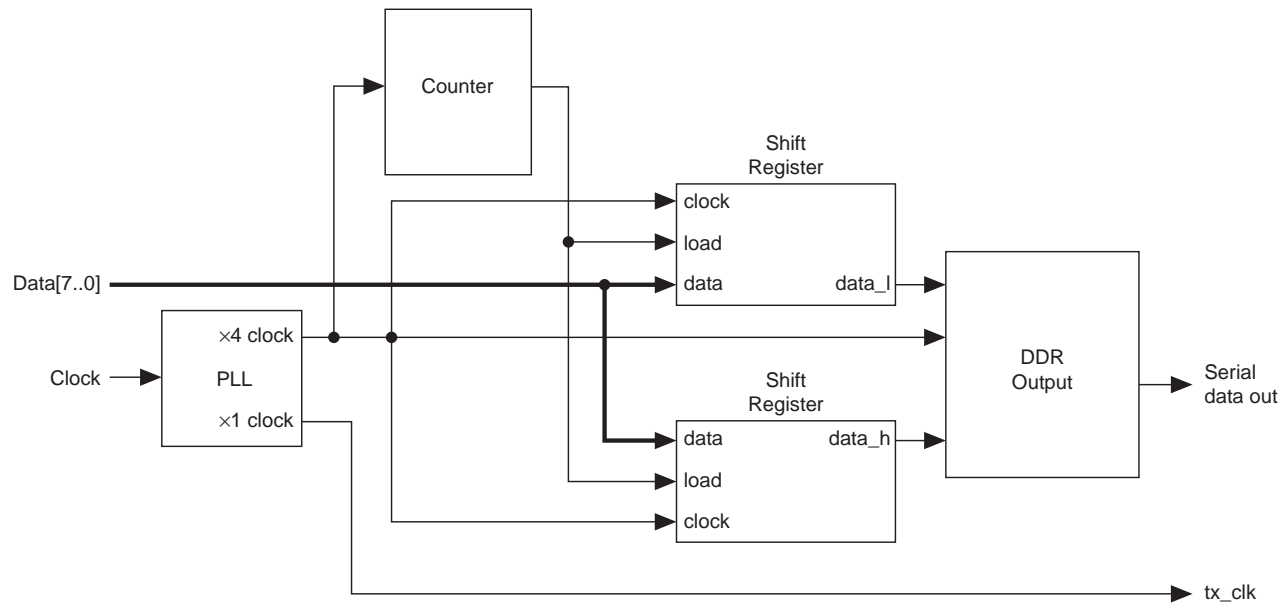 Counter
Shift
Register
clock
load
data
data_l
Data[7..0]
×4 clock
PLL
×1 clock
Clock
DDR
Output
Serial
data out
Shift
Register
data
data_h
load
clock
tx_clk